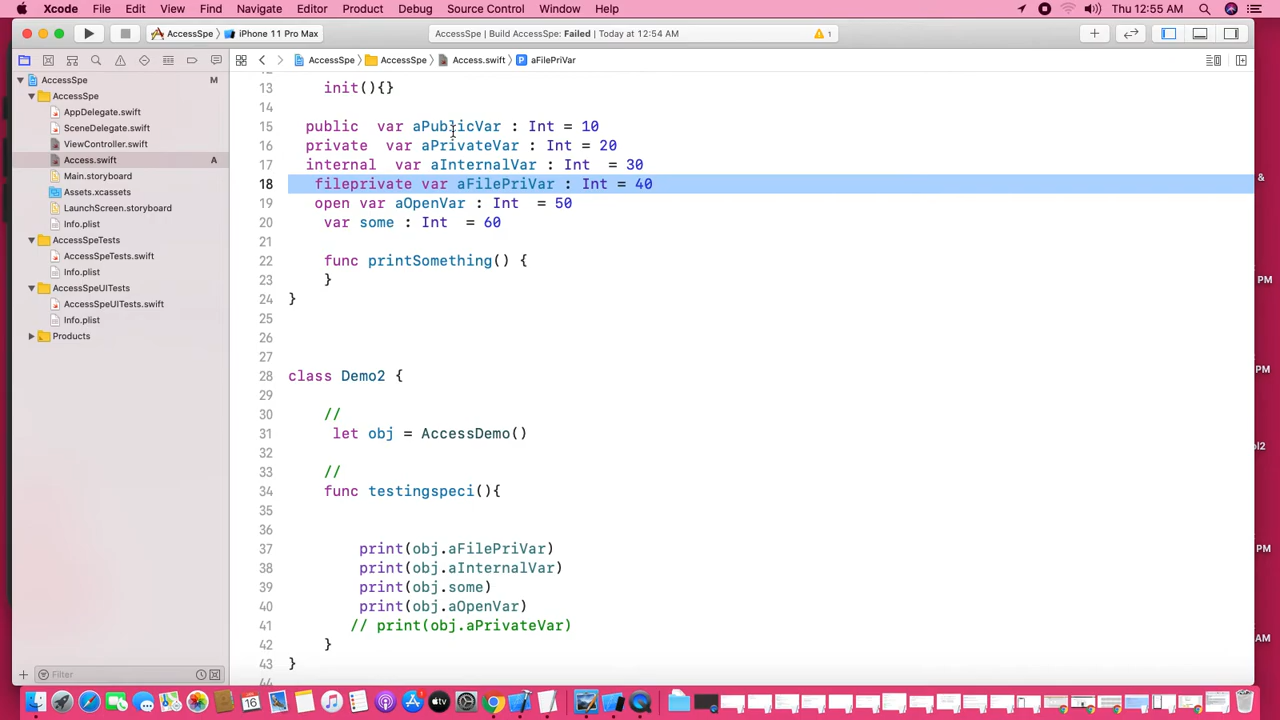 Xcode File Edit View Find Navigate Editor Product Debug Source Control Window Help Thu 12:55 AM
AccessSpe iPhone 11 Pro Max AccessSpe | Build AccessSpe: Failed | Today at 12:54 AM 1
AccessSpe AccessSpe Access.swift P aFilePriVar
AccessSpe M
AccessSpe
AppDelegate.swift
SceneDelegate.swift
ViewController.swift
Access.swift A
Main.storyboard
Assets.xcassets
LaunchScreen.storyboard
Info.plist
AccessSpeTests
AccessSpeTests.swift
Info.plist
AccessSpeUITests
AccessSpeUITests.swift
Info.plist
Products
Filter
13 init(){}
14
15 public var aPublicVar : Int = 10
16 private var aPrivateVar : Int = 20
17 internal var aInternalVar : Int = 30
18 fileprivate var aFilePriVar : Int = 40
19 open var aOpenVar : Int = 50
20 var some : Int = 60
21
22 func printSomething() {
23 }
24 }
25
26
27
28 class Demo2 {
29
30 //
31 let obj = AccessDemo()
32
33 //
34 func testingspeci(){
35
36
37 print(obj.aFilePriVar)
38 print(obj.aInternalVar)
39 print(obj.some)
40 print(obj.aOpenVar)
41 // print(obj.aPrivateVar)
42 }
43 }
&
PM
PM
ol2
PM
AM
16